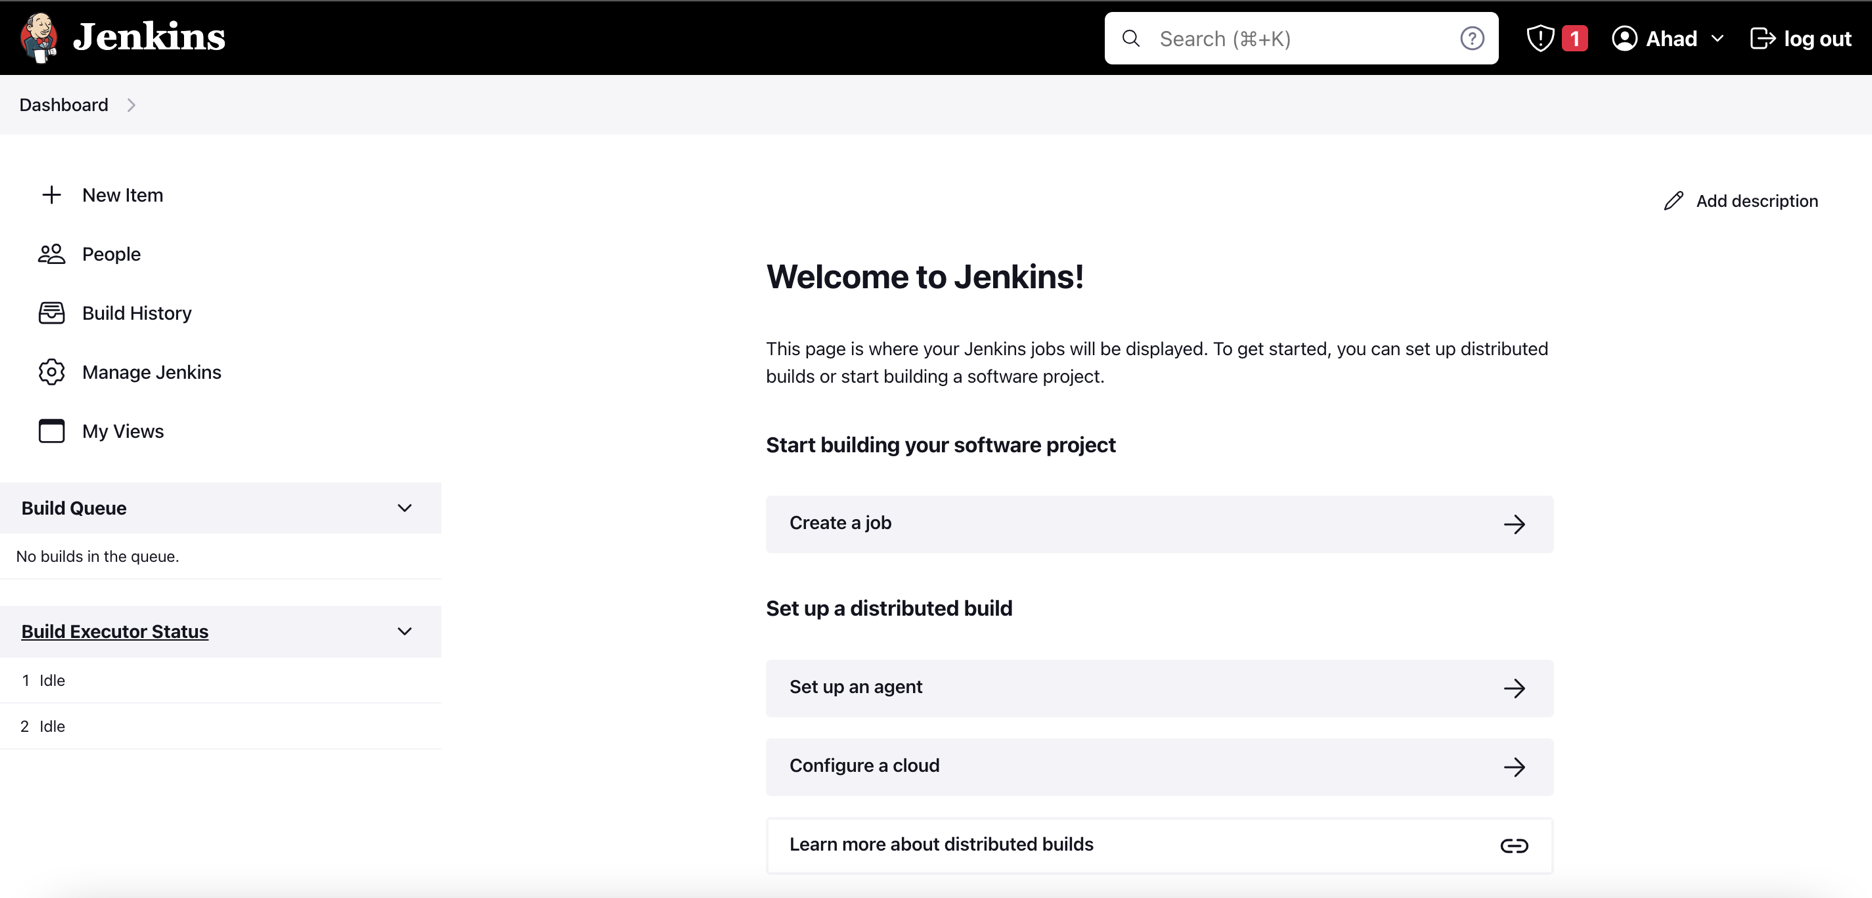 Jenkins
Search (⌘+K)
?
1
Ahad
log out
Dashboard
New Item
People
Build History
Manage Jenkins
My Views
Build Queue
No builds in the queue.
Build Executor Status
1 Idle
2 Idle
Add description
Welcome to Jenkins!
This page is where your Jenkins jobs will be displayed. To get started, you can set up distributed
builds or start building a software project.
Start building your software project
Create a job
Set up a distributed build
Set up an agent
Configure a cloud
Learn more about distributed builds